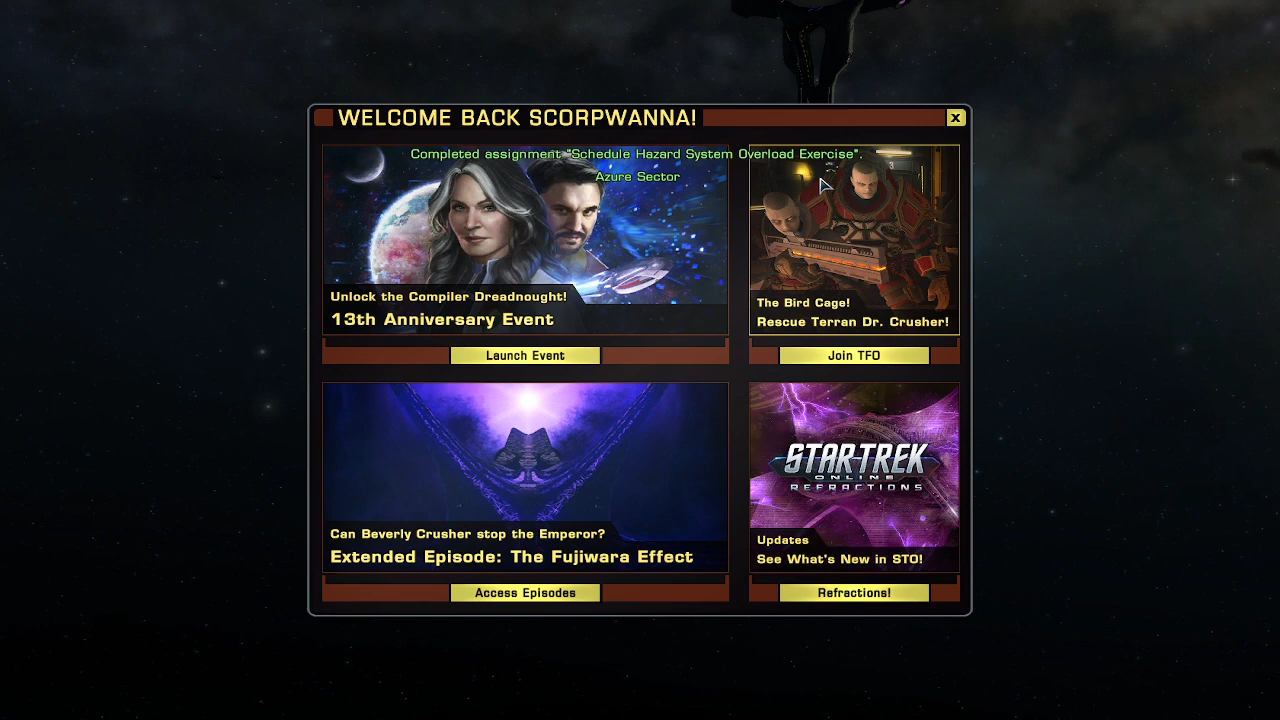 WELCOME BACK SCORPWANNA!
x
Completed assignment "Schedule Hazard System Overload Exercise".
Azure Sector
Unlock the Compiler Dreadnought!
13th Anniversary Event
Launch Event
The Bird Cage!
Rescue Terran Dr. Crusher!
Join TFO
Can Beverly Crusher stop the Emperor?
Extended Episode: The Fujiwara Effect
Access Episodes
STAR TREK
ONLINE
REFRACTIONS
Updates
See What's New in STO!
Refractions!